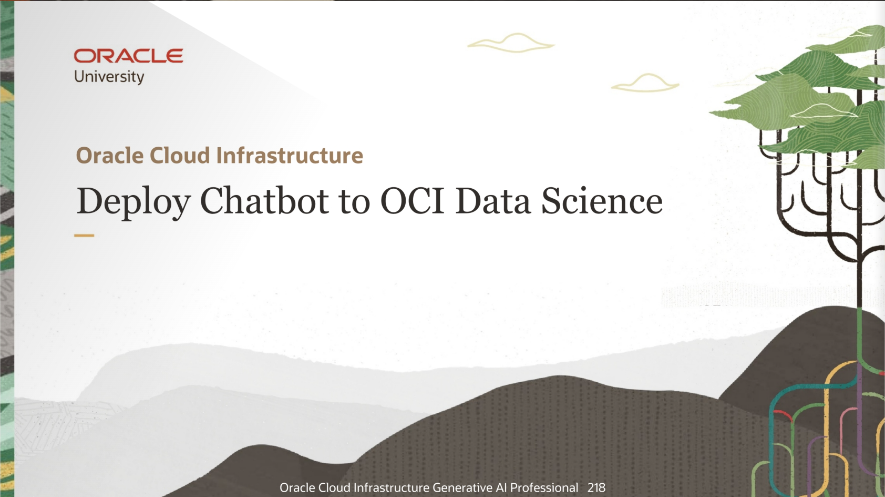 ORACLE
University
Oracle Cloud Infrastructure
Deploy Chatbot to OCI Data Science
Oracle Cloud Infrastructure Generative AI Professional 218